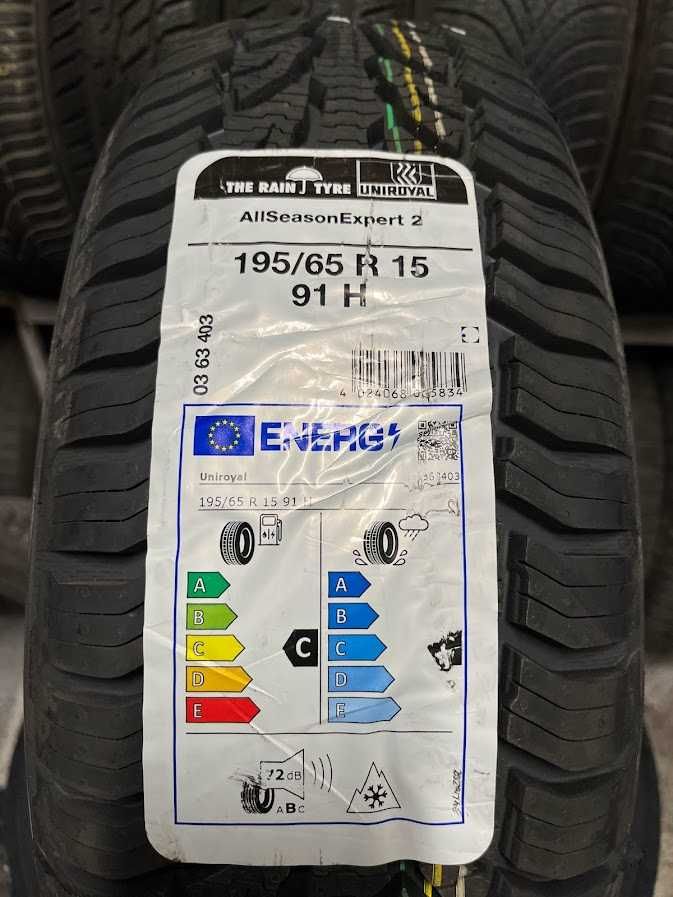 THE RAIN TYRE
UNIROYAL
AllSeasonExpert 2
195/65 R 15
91 H
03 63 403
ENERG
Uniroyal
195/65 R 15 91 H
A
B
C
D
E
C
A
B
C
D
E
72 dB
ABC